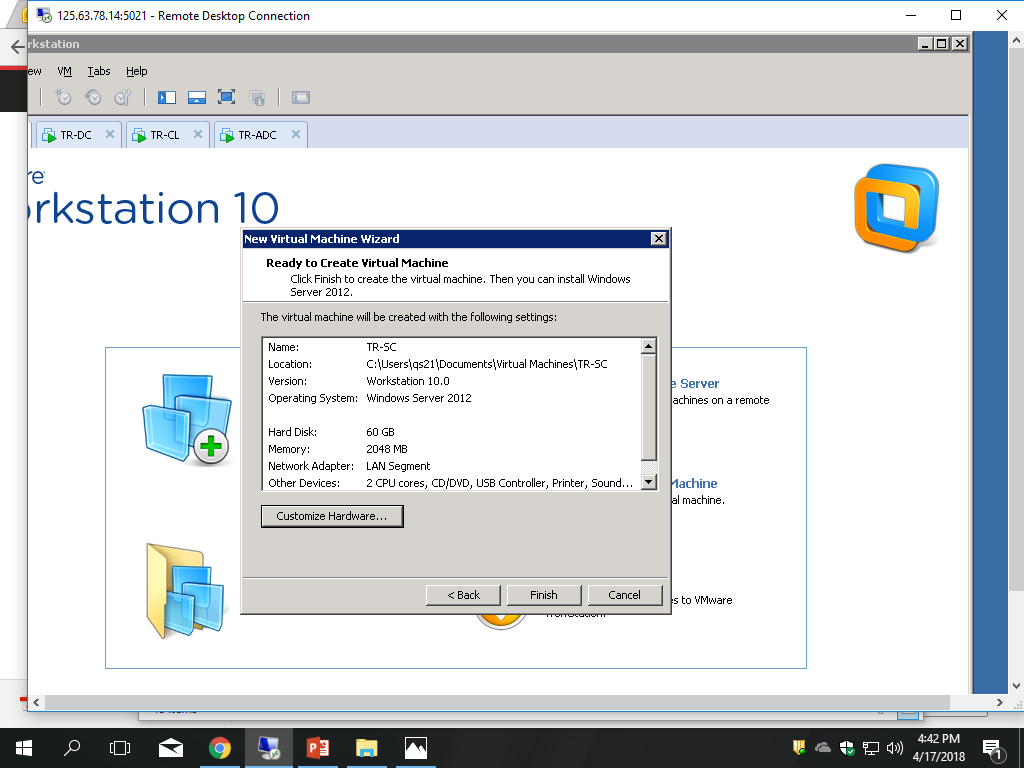 125.63.78.14:5021 - Remote Desktop Connection
rkstation
ew VM Tabs Help
TR-DC TR-CL TR-ADC
re
rkstation 10
New Virtual Machine Wizard
Ready to Create Virtual Machine
Click Finish to create the virtual machine. Then you can install Windows
Server 2012.
The virtual machine will be created with the following settings:
Name: TR-SC
Location: C:\Users\qs21\Documents\Virtual Machines\TR-SC
Version: Workstation 10.0
Operating System: Windows Server 2012
Hard Disk: 60 GB
Memory: 2048 MB
Network Adapter: LAN Segment
Other Devices: 2 CPU cores, CD/DVD, USB Controller, Printer, Sound...
Customize Hardware...
< Back Finish Cancel
e Server
achines on a remote
Machine
al machine.
es to VMware
4:42 PM
4/17/2018
1